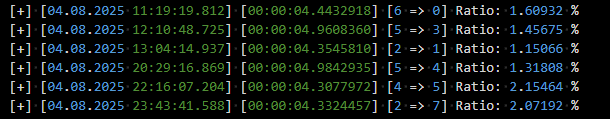 [+] [04.08.2025 11:19:19.812] [00:00:04.4432918] [6 => 0] Ratio: 1.60932 %
[+] [04.08.2025 12:10:48.725] [00:00:04.9608360] [5 => 3] Ratio: 1.45675 %
[+] [04.08.2025 13:04:14.937] [00:00:04.3545810] [2 => 1] Ratio: 1.15066 %
[+] [04.08.2025 20:29:16.869] [00:00:04.9842935] [5 => 4] Ratio: 1.31808 %
[+] [04.08.2025 22:16:07.204] [00:00:04.3077972] [4 => 5] Ratio: 2.15464 %
[+] [04.08.2025 23:43:41.588] [00:00:04.3324457] [2 => 7] Ratio: 2.07192 %